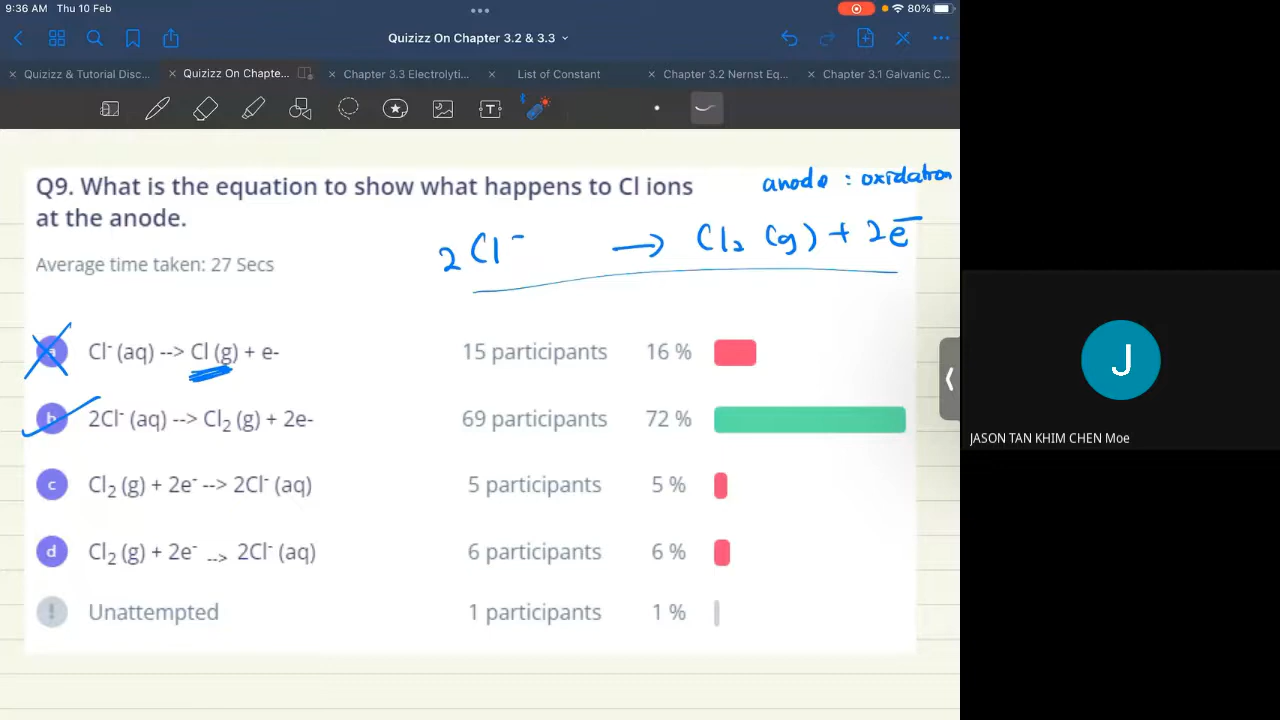 9:36 AM Thu 10 Feb
80%
Quizizz On Chapter 3.2 & 3.3
Quizizz & Tutorial Disc...
Quizizz On Chapte...
Chapter 3.3 Electrolyti...
List of Constant
Chapter 3.2 Nernst Eq...
Chapter 3.1 Galvanic C...
Q9. What is the equation to show what happens to Cl ions
at the anode.
anode : oxidation
2Cl⁻ → Cl₂ (g) + 2e⁻
Average time taken: 27 Secs
a Cl⁻ (aq) --> Cl (g) + e- 15 participants 16 %
b 2Cl⁻ (aq) --> Cl₂ (g) + 2e- 69 participants 72 %
c Cl₂ (g) + 2e⁻ --> 2Cl⁻ (aq) 5 participants 5 %
d Cl₂ (g) + 2e⁻ --> 2Cl⁻ (aq) 6 participants 6 %
! Unattempted 1 participants 1 %
J
JASON TAN KHIM CHEN Moe